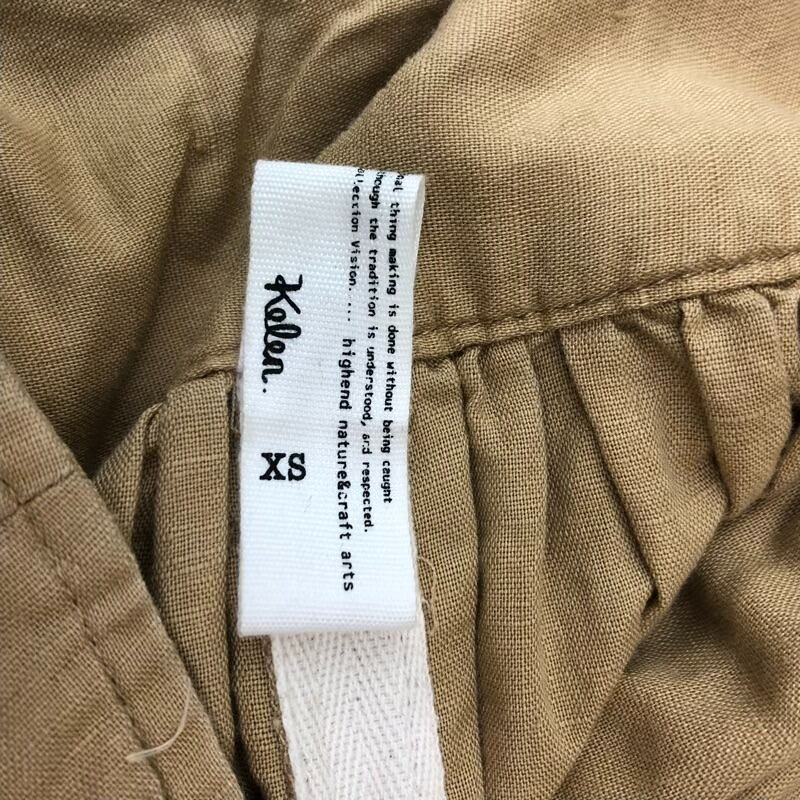 Kelen.
XS
thing making is done without being caught
though the tradition is understood, and respected.
Vision. ... highend nature&craft arts